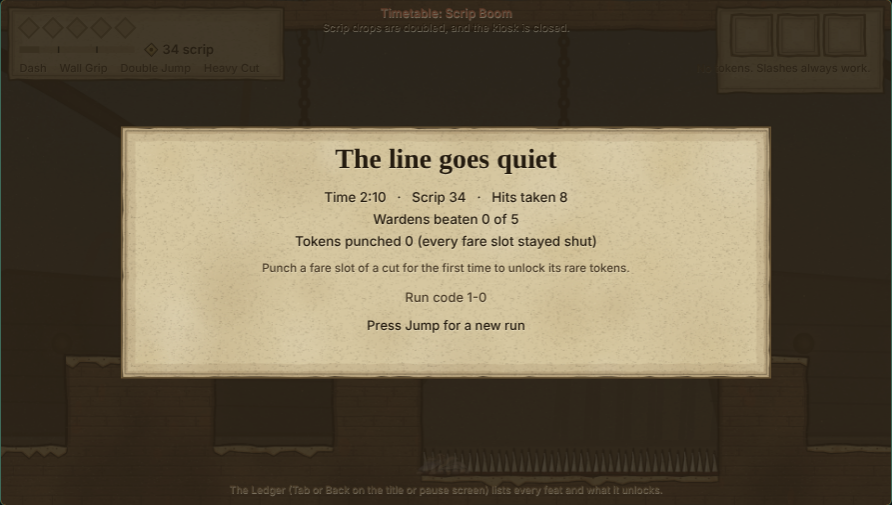 Timetable: Scrip Boom
Scrip drops are doubled, and the kiosk is closed.
34 scrip
Dash Wall Grip Double Jump Heavy Cut
tokens. Slashes always work.
The line goes quiet
Time 2:10 · Scrip 34 · Hits taken 8
Wardens beaten 0 of 5
Tokens punched 0 (every fare slot stayed shut)
Punch a fare slot of a cut for the first time to unlock its rare tokens.
Run code 1-0
Press Jump for a new run
The Ledger (Tab or Back on the title or pause screen) lists every feat and what it unlocks.